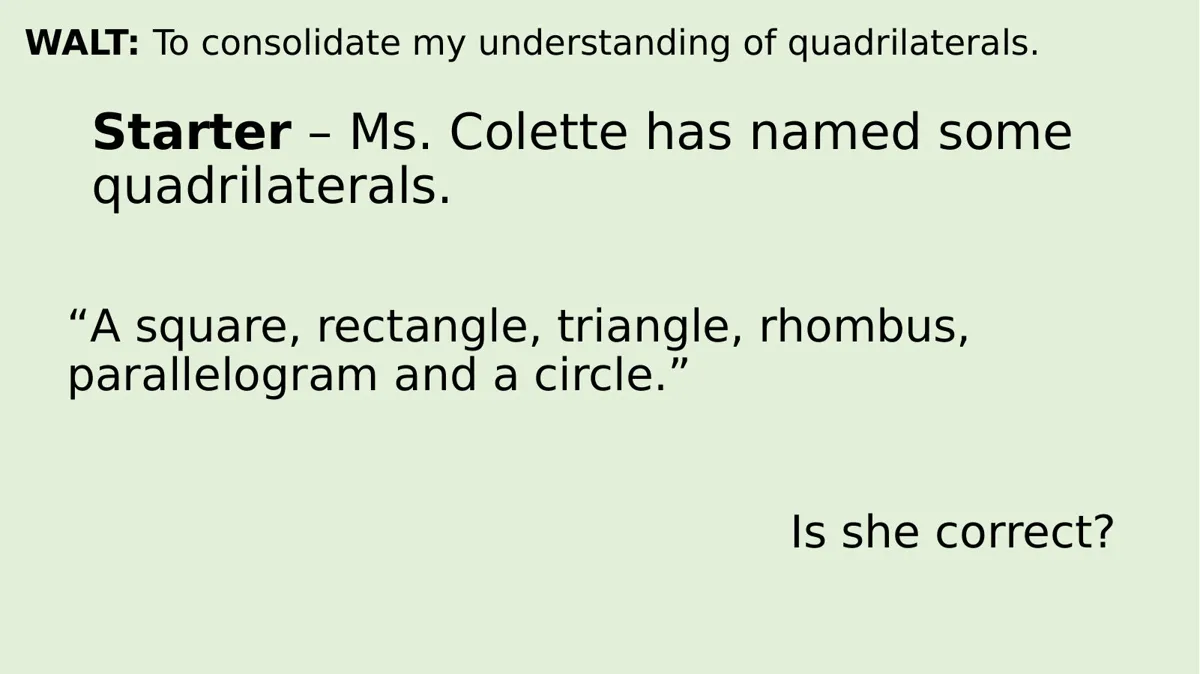 WALT: To consolidate my understanding of quadrilaterals.
Starter – Ms. Colette has named some
quadrilaterals.
“A square, rectangle, triangle, rhombus,
parallelogram and a circle.”
Is she correct?